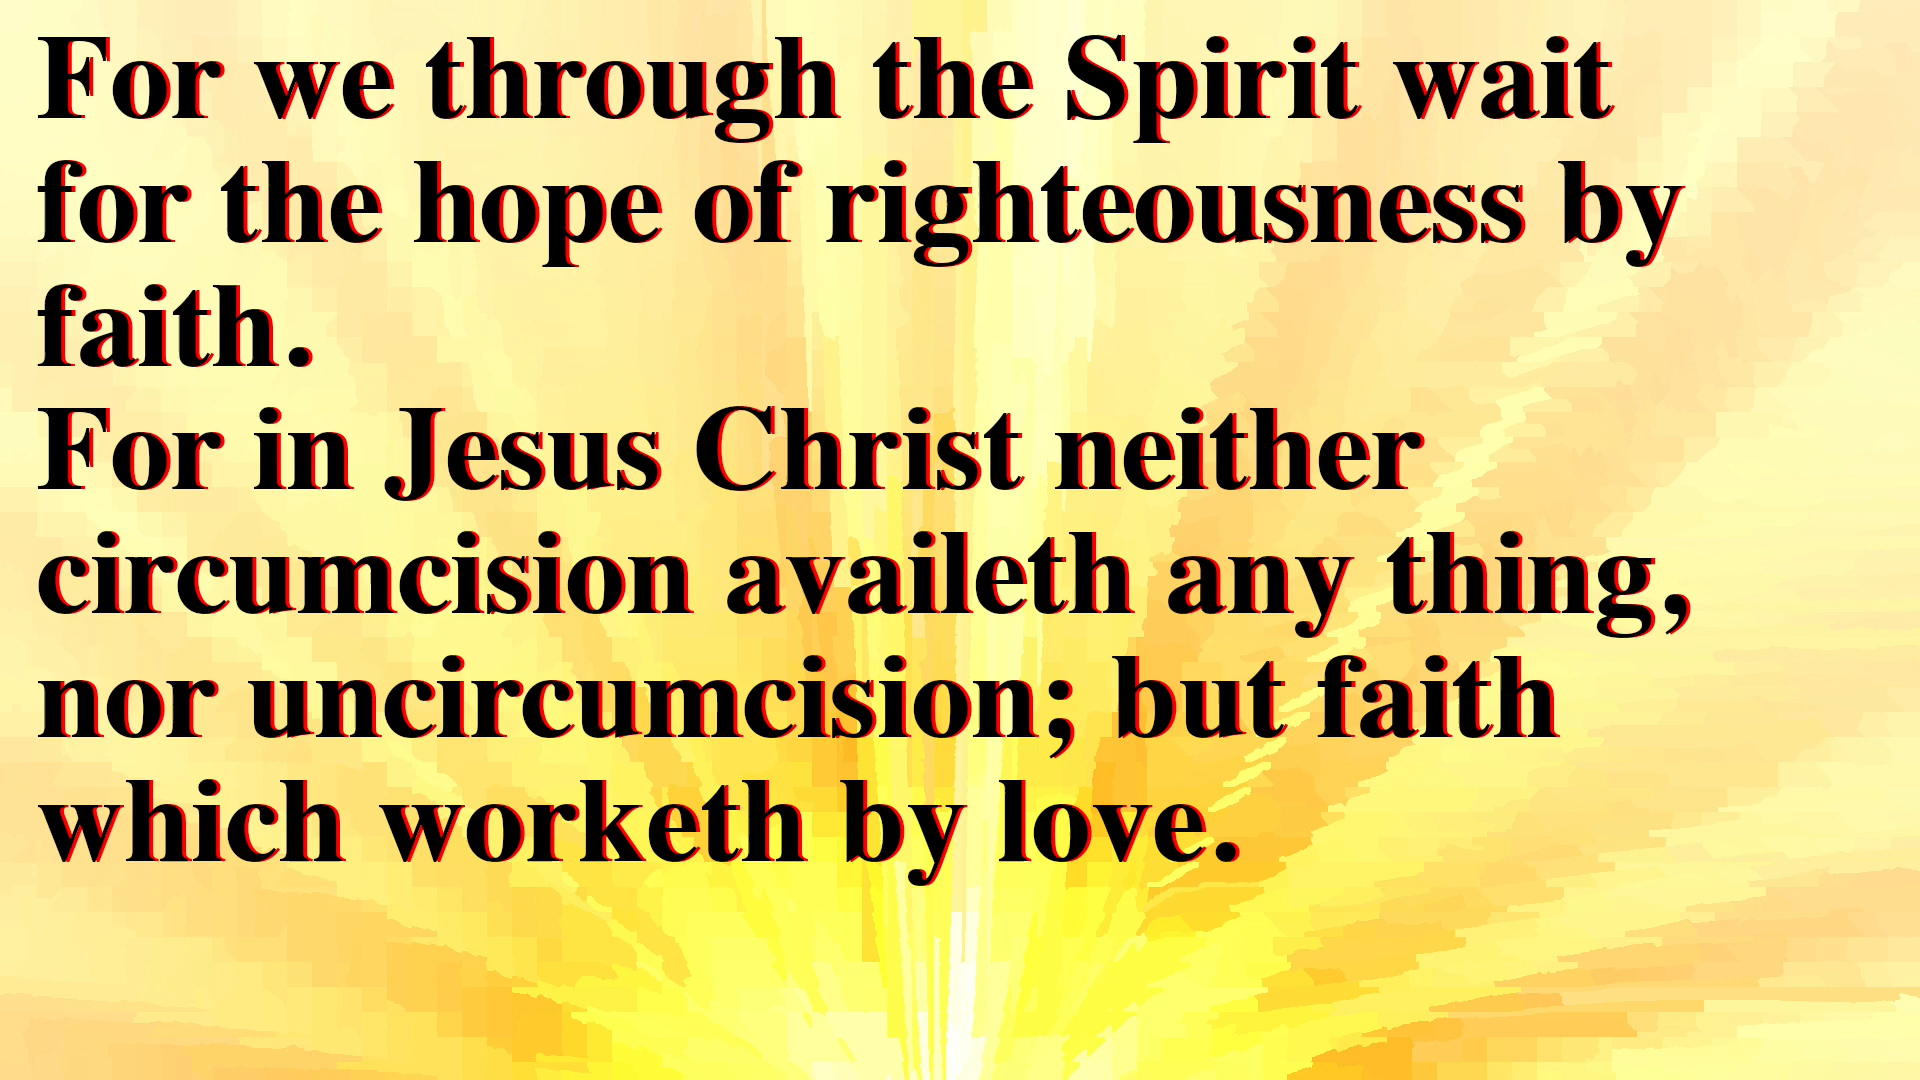 For we through the Spirit wait
for the hope of righteousness by
faith.
For in Jesus Christ neither
circumcision availeth any thing,
nor uncircumcision; but faith
which worketh by love.